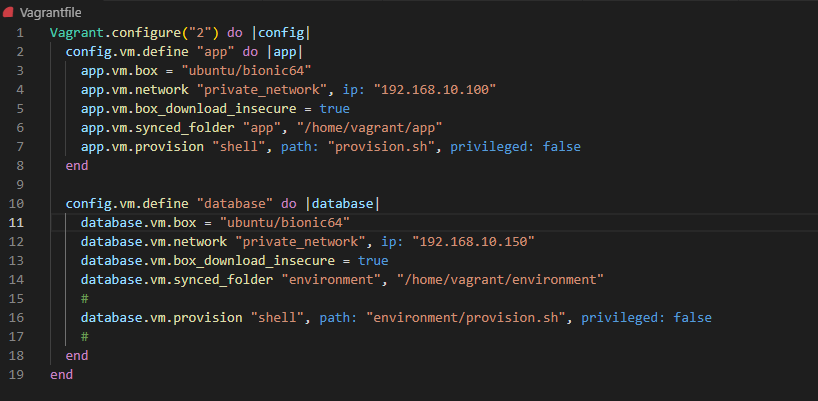 Vagrantfile
1 Vagrant.configure("2") do |config|
2   config.vm.define "app" do |app|
3     app.vm.box = "ubuntu/bionic64"
4     app.vm.network "private_network", ip: "192.168.10.100"
5     app.vm.box_download_insecure = true
6     app.vm.synced_folder "app", "/home/vagrant/app"
7     app.vm.provision "shell", path: "provision.sh", privileged: false
8   end
9
10   config.vm.define "database" do |database|
11     database.vm.box = "ubuntu/bionic64"
12     database.vm.network "private_network", ip: "192.168.10.150"
13     database.vm.box_download_insecure = true
14     database.vm.synced_folder "environment", "/home/vagrant/environment"
15     #
16     database.vm.provision "shell", path: "environment/provision.sh", privileged: false
17     #
18   end
19 end